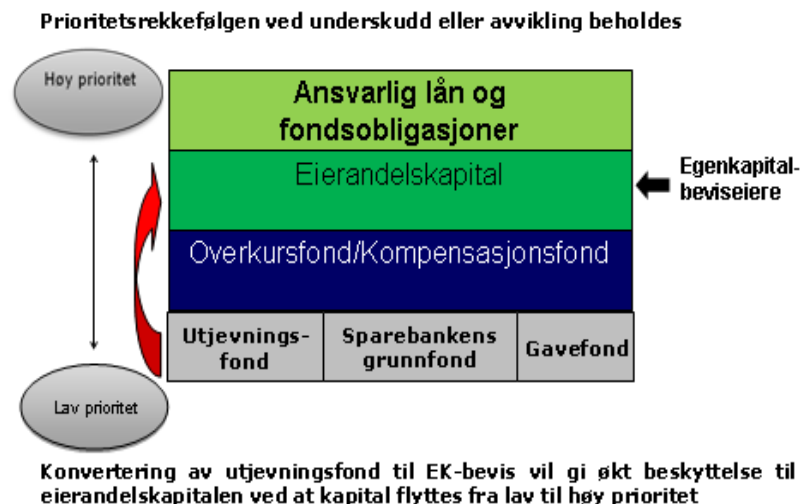 Prioritetsrekkefølgen ved underskudd eller avvikling beholdes
Høy prioritet
Ansvarlig lån og
fondsobligasjoner
Eierandelskapital
Egenkapital-
beviseiere
Overkursfond/Kompensasjonsfond
Utjevnings-
fond
Sparebankens
grunnfond
Gavefond
Lav prioritet
Konvertering av utjevningsfond til EK-bevis vil gi økt beskyttelse til
eierandelskapitalen ved at kapital flyttes fra lav til høy prioritet